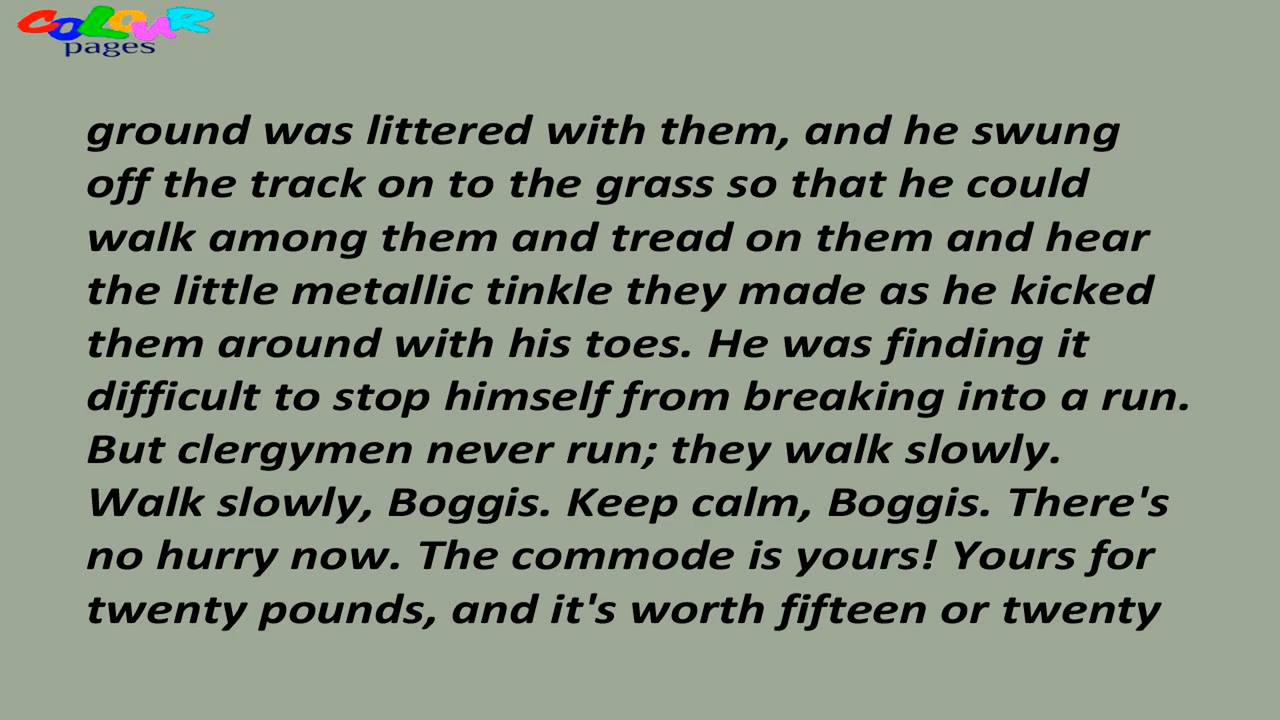 COLOUR
pages
ground was littered with them, and he swung
off the track on to the grass so that he could
walk among them and tread on them and hear
the little metallic tinkle they made as he kicked
them around with his toes. He was finding it
difficult to stop himself from breaking into a run.
But clergymen never run; they walk slowly.
Walk slowly, Boggis. Keep calm, Boggis. There's
no hurry now. The commode is yours! Yours for
twenty pounds, and it's worth fifteen or twenty